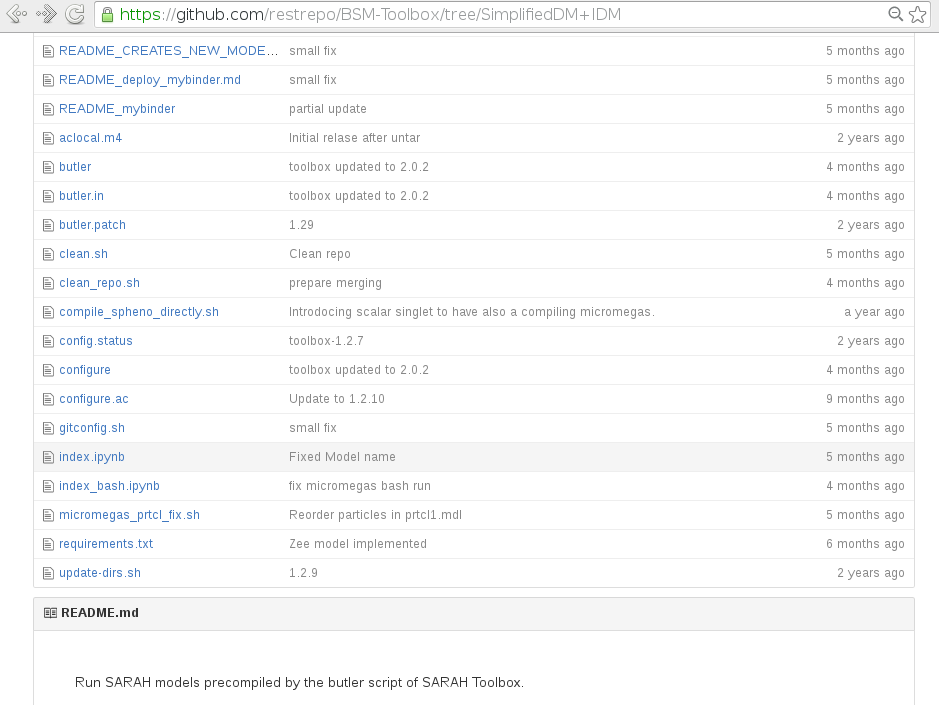 https://github.com/restrepo/BSM-Toolbox/tree/SimplifiedDM+IDM
README_CREATES_NEW_MODE... small fix 5 months ago
README_deploy_mybinder.md small fix 5 months ago
README_mybinder partial update 5 months ago
aclocal.m4 Initial relase after untar 2 years ago
butler toolbox updated to 2.0.2 4 months ago
butler.in toolbox updated to 2.0.2 4 months ago
butler.patch 1.29 2 years ago
clean.sh Clean repo 5 months ago
clean_repo.sh prepare merging 4 months ago
compile_spheno_directly.sh Introdocing scalar singlet to have also a compiling micromegas. a year ago
config.status toolbox-1.2.7 2 years ago
configure toolbox updated to 2.0.2 4 months ago
configure.ac Update to 1.2.10 9 months ago
gitconfig.sh small fix 5 months ago
index.ipynb Fixed Model name 5 months ago
index_bash.ipynb fix micromegas bash run 4 months ago
micromegas_prtcl_fix.sh Reorder particles in prtcl1.mdl 5 months ago
requirements.txt Zee model implemented 6 months ago
update-dirs.sh 1.2.9 2 years ago
README.md
Run SARAH models precompiled by the butler script of SARAH Toolbox.